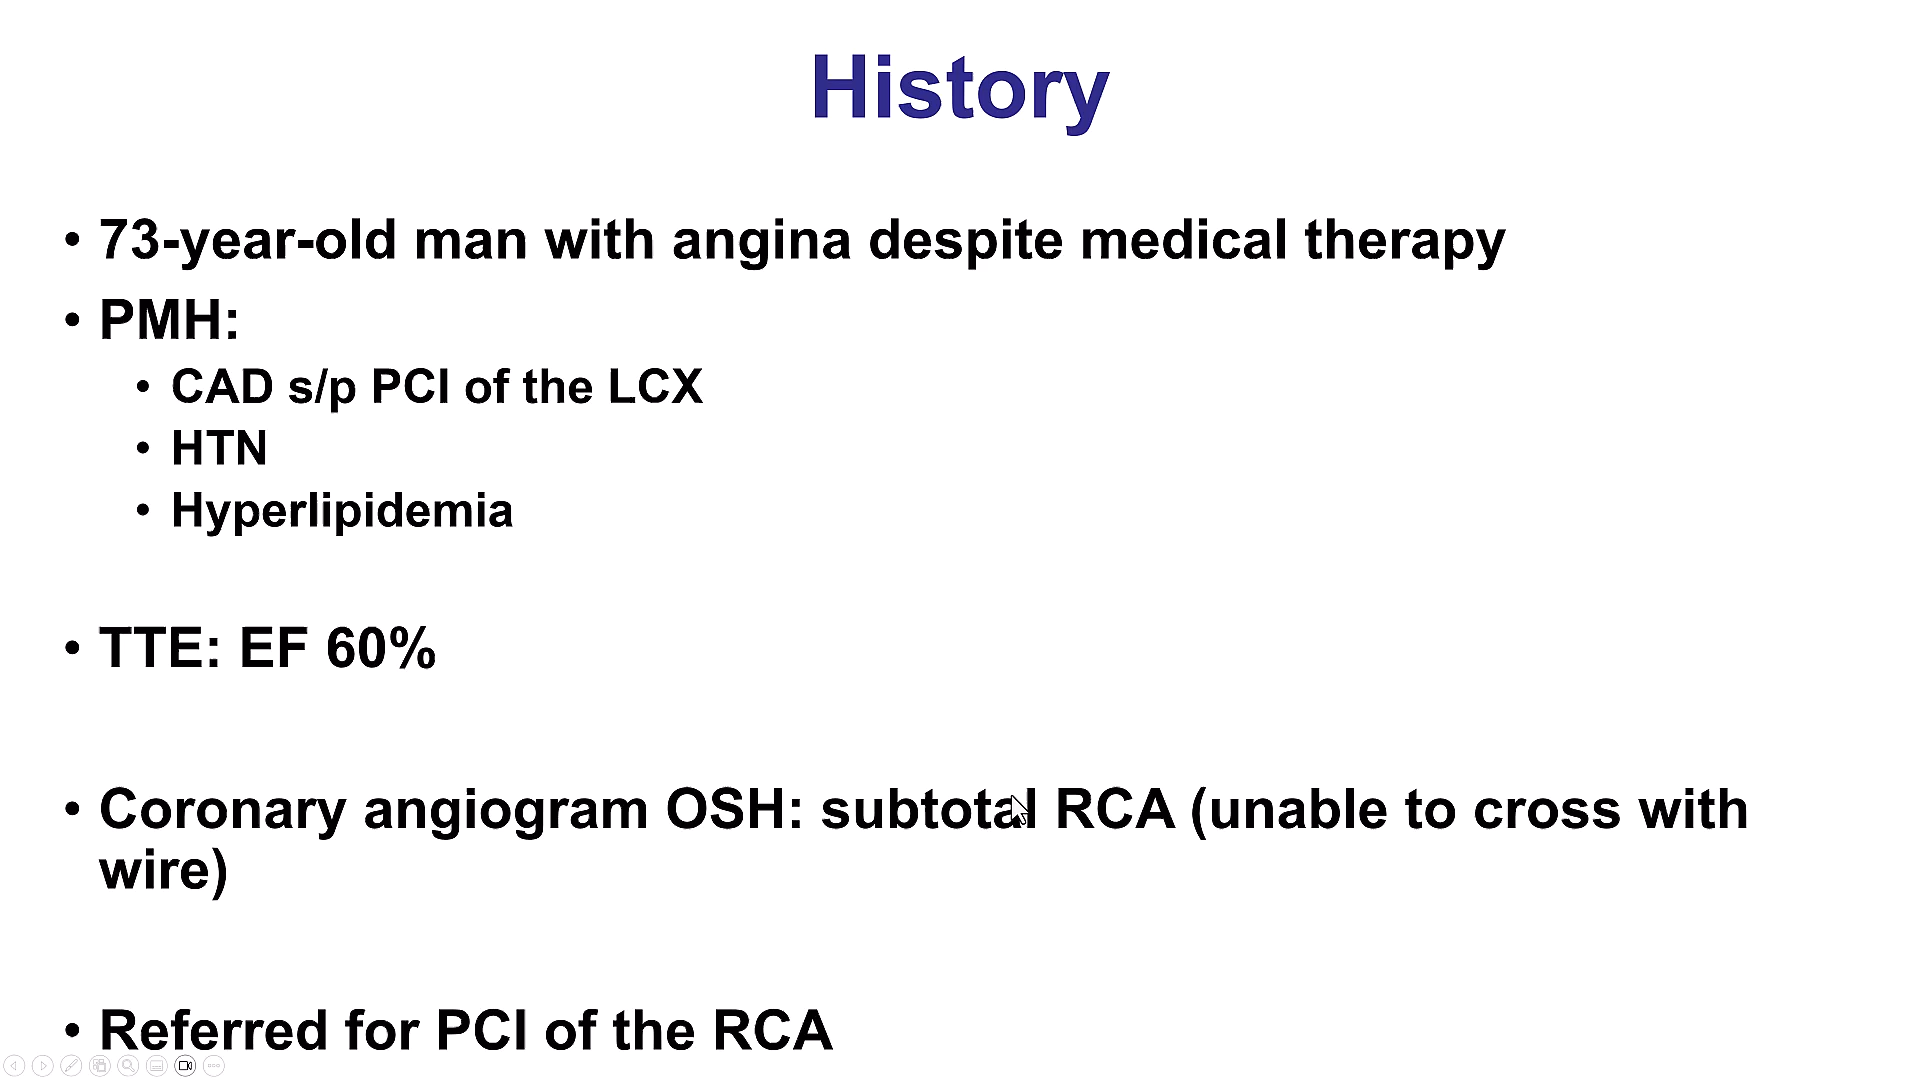 History
• 73-year-old man with angina despite medical therapy
• PMH:
• CAD s/p PCI of the LCX
• HTN
• Hyperlipidemia
• TTE: EF 60%
• Coronary angiogram OSH: subtotal RCA (unable to cross with
wire)
• Referred for PCI of the RCA